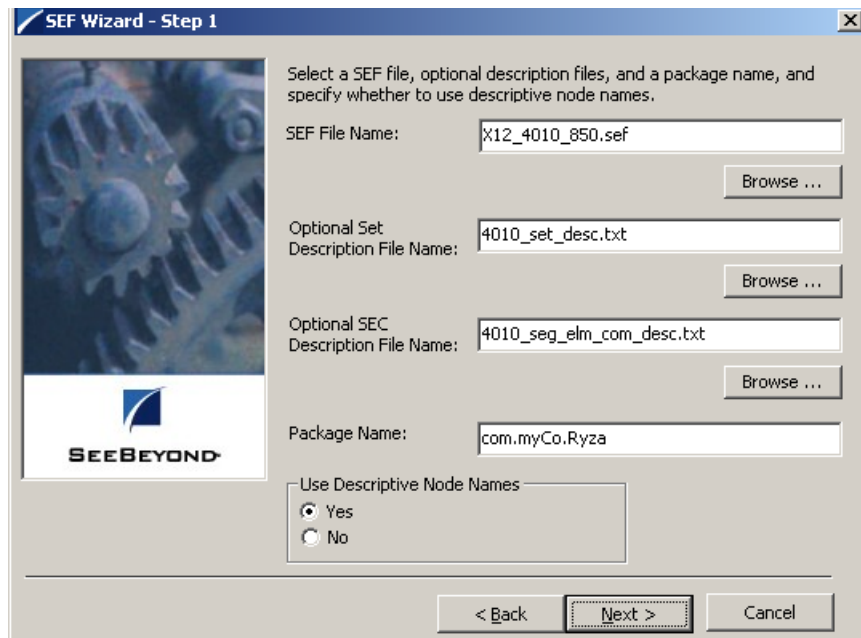 SEF Wizard - Step 1
Select a SEF file, optional description files, and a package name, and
specify whether to use descriptive node names.
SEF File Name:
X12_4010_850.sef
Browse ...
Optional Set
Description File Name:
4010_set_desc.txt
Browse ...
Optional SEC
Description File Name:
4010_seg_elm_com_desc.txt
Browse ...
SEEBEYOND
Package Name:
com.myCo.Ryza
Use Descriptive Node Names
Yes
No
< Back
Next >
Cancel